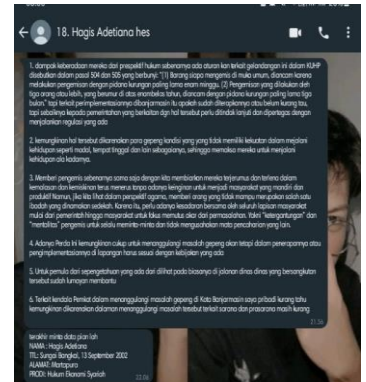 18. Hagis Adetiana hes
1. dampak keberadaan mereka dari prespektif hukum sebenarnya ada aturan kan terkait gelandangan ini dalam KUHP
disebutkan dalam pasal 504 dan 505 yang berbunyi: "(1) Barang siapa mengemis di muka umum, diancam karena
melakukan pengemisan dengan pidana kurungan paling lama enam minggu. (2) Pengemisan yang dilakukan oleh
tiga orang atau lebih, yang berumur di atas enambelas tahun, diancam dengan pidana kurungan paling lama tiga
bulan." tapi terkait perimplementasiannya dibanjarmasin itu apakah sudah diterapkannya atau belum kurang tau,
tapi sebaiknya kepada pemerintahan yang berkaitan dgn hal tersebut perlu ditindak lanjuti dan dipertegas dengan
menjalankan regulasi yang ada
2. kemungkinan hal tersebut dikarenakan para gepeng kondisi yang yang tidak memiliki kekuatan dalam mejalani
kehidupan seperti modal, tempat tinggal dan lain sebagainya, sehingga memaksa mereka untuk menjalani
kehidupan ala kadarnya.
3. Memberi pengemis sebenarnya sama saja dengan kita membiarkan mereka terjerumus dan terlena dalam
kemalasan dan kemiskinan terus menerus tanpa adanya keinginan untuk menjadi masyarakat yang mandiri dan
produktif Namun, jika kita lihat dalam perspektif agama, memberi orang yang tidak mampu merupakan salah satu
ibadah yang dinamakan sedekah. Karena itu, perlu adanya kesadaran bersama oleh seluruh lapisan masyarakat
mulai dari pemerintah hingga masyarakat untuk fokus memutus akar dari permasalahan. Yakni "ketergantungan" dan
"mentalitas" pengemis untuk selalu meminta-minta dan tidak mengusahakan mata pencaharian yang lain.
4. Adanya Perda ini kemungkinan cukup untuk menanggulangi masalah gepeng akan tetapi dalam penerapannya atau
pengimplementasiannya di lapangan harus sesuai dengan kebijakan yang ada
5. Untuk pemula dari sepengetahuan yang ada dan dilihat pada biasanya di jalanan dinas dinas yang bersangkutan
tersebut sudah lumayan membantu
6. Terkait kendala Pemkot dalam menanggulangi masalah gepeng di Kota Banjarmasin saya pribadi kurang tahu
kemungkinan dikarenakan dalaman menanggulangi masalah tersebut terkait sarana dan prasarana masih kurang
21.56
terakhir minta data pian lah
NAMA : Hagis Adetiana
TTL: Sungai Bangkal, 13 September 2002
ALAMAT: Martapura
PRODI: Hukum Ekonomi Syariah
22.06